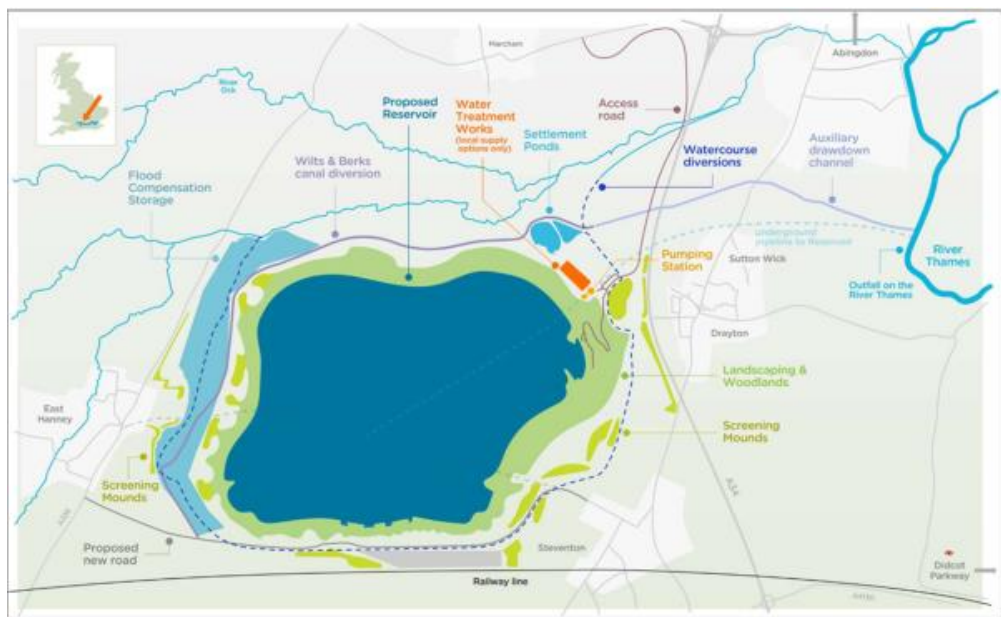 Marcham
Abingdon
River
Ock
Proposed
Reservoir
Water
Treatment
Works
(local supply
options only)
Settlement
Ponds
Access
road
Auxiliary
drawdown
channel
Watercourse
diversions
Flood
Compensation
Storage
Wilts & Berks
canal diversion
underground
pipeline to Reservoir
Sutton Wick
River
Thames
Pumping
Station
Outfall on the
River Thames
Drayton
Landscaping &
Woodlands
East
Hanney
Screening
Mounds
Screening
Mounds
A34
A338
Proposed
new road
Steventon
Railway line
Didcot
Parkway
A4130